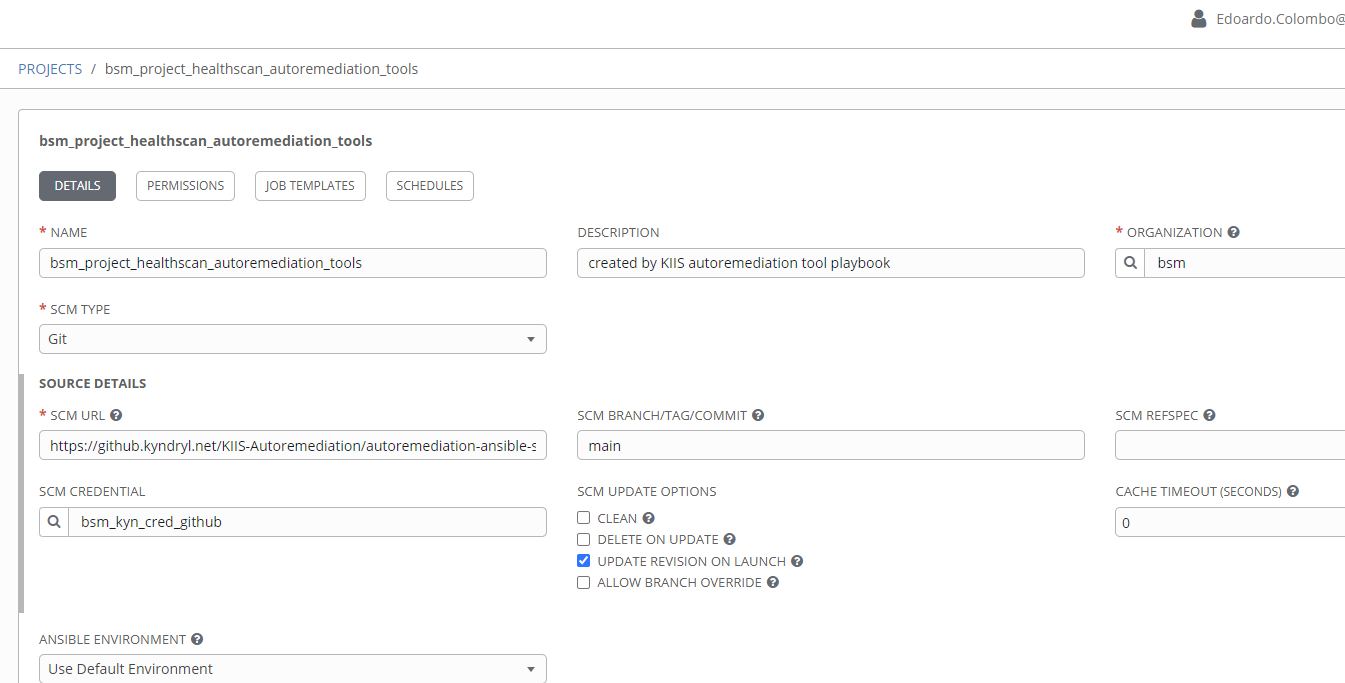 Edoardo.Colombo@
PROJECTS / bsm_project_healthscan_autoremediation_tools
bsm_project_healthscan_autoremediation_tools
DETAILS PERMISSIONS JOB TEMPLATES SCHEDULES
* NAME DESCRIPTION * ORGANIZATION ?
bsm_project_healthscan_autoremediation_tools created by KIIS autoremediation tool playbook bsm
* SCM TYPE
Git
SOURCE DETAILS
* SCM URL ? SCM BRANCH/TAG/COMMIT ? SCM REFSPEC ?
https://github.kyndryl.net/KIIS-Autoremediation/autoremediation-ansible-s main
SCM CREDENTIAL SCM UPDATE OPTIONS CACHE TIMEOUT (SECONDS) ?
bsm_kyn_cred_github CLEAN ? 0
DELETE ON UPDATE ?
UPDATE REVISION ON LAUNCH ?
ALLOW BRANCH OVERRIDE ?
ANSIBLE ENVIRONMENT ?
Use Default Environment